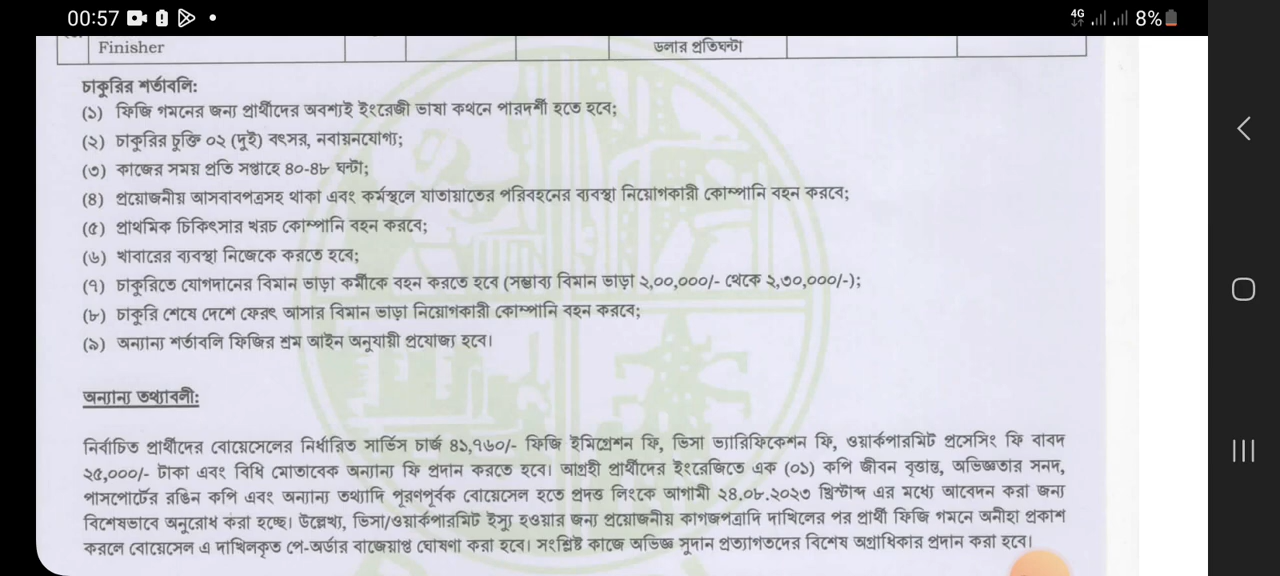 00:57
4G 8%
Finisher
ডলার প্রতিঘন্টা
চাকুরির শর্তাবলি:
(১) ফিজি গমনের জন্য প্রার্থীদের অবশ্যই ইংরেজী ভাষা কথনে পারদর্শী হতে হবে;
(২) চাকুরির চুক্তি ০২ (দুই) বৎসর, নবায়নযোগ্য;
(৩) কাজের সময় প্রতি সপ্তাহে ৪০-৪৮ ঘন্টা;
(৪) প্রয়োজনীয় আসবাবপত্রসহ থাকা এবং কর্মস্থলে যাতায়াতের পরিবহনের ব্যবস্থা নিয়োগকারী কোম্পানি বহন করবে;
(৫) প্রাথমিক চিকিৎসার খরচ কোম্পানি বহন করবে;
(৬) খাবারের ব্যবস্থা নিজেকে করতে হবে;
(৭) চাকুরিতে যোগদানের বিমান ভাড়া কর্মীকে বহন করতে হবে (সম্ভাব্য বিমান ভাড়া ২,০০,০০০/- থেকে ২,৩০,০০০/-);
(৮) চাকুরি শেষে দেশে ফেরৎ আসার বিমান ভাড়া নিয়োগকারী কোম্পানি বহন করবে;
(৯) অন্যান্য শর্তাবলি ফিজির শ্রম আইন অনুযায়ী প্রযোজ্য হবে।
অন্যান্য তথ্যাবলী:
নির্বাচিত প্রার্থীদের বোয়েসেলের নির্ধারিত সার্ভিস চার্জ ৪১,৭৬০/- ফিজি ইমিগ্রেশন ফি, ভিসা ভ্যারিফিকেশন ফি, ওয়ার্কপারমিট প্রসেসিং ফি বাবদ
২৫,০০০/- টাকা এবং বিধি মোতাবেক অন্যান্য ফি প্রদান করতে হবে। আগ্রহী প্রার্থীদের ইংরেজিতে এক (০১) কপি জীবন বৃত্তান্ত, অভিজ্ঞতার সনদ,
পাসপোর্টের রঙিন কপি এবং অন্যান্য তথ্যাদি পূরণপূর্বক বোয়েসেল হতে প্রদত্ত লিংকে আগামী ২৪.০৮.২০২৩ খ্রিস্টাব্দ এর মধ্যে আবেদন করা জন্য
বিশেষভাবে অনুরোধ করা হচ্ছে। উল্লেখ্য, ভিসা/ওয়ার্কপারমিট ইস্যু হওয়ার জন্য প্রয়োজনীয় কাগজপত্রাদি দাখিলের পর প্রার্থী ফিজি গমনে অনীহা প্রকাশ
করলে বোয়েসেল এ দাখিলকৃত পে-অর্ডার বাজেয়াপ্ত ঘোষণা করা হবে। সংশ্লিষ্ট কাজে অভিজ্ঞ সুদান প্রত্যাগতদের বিশেষ অগ্রাধিকার প্রদান করা হবে।